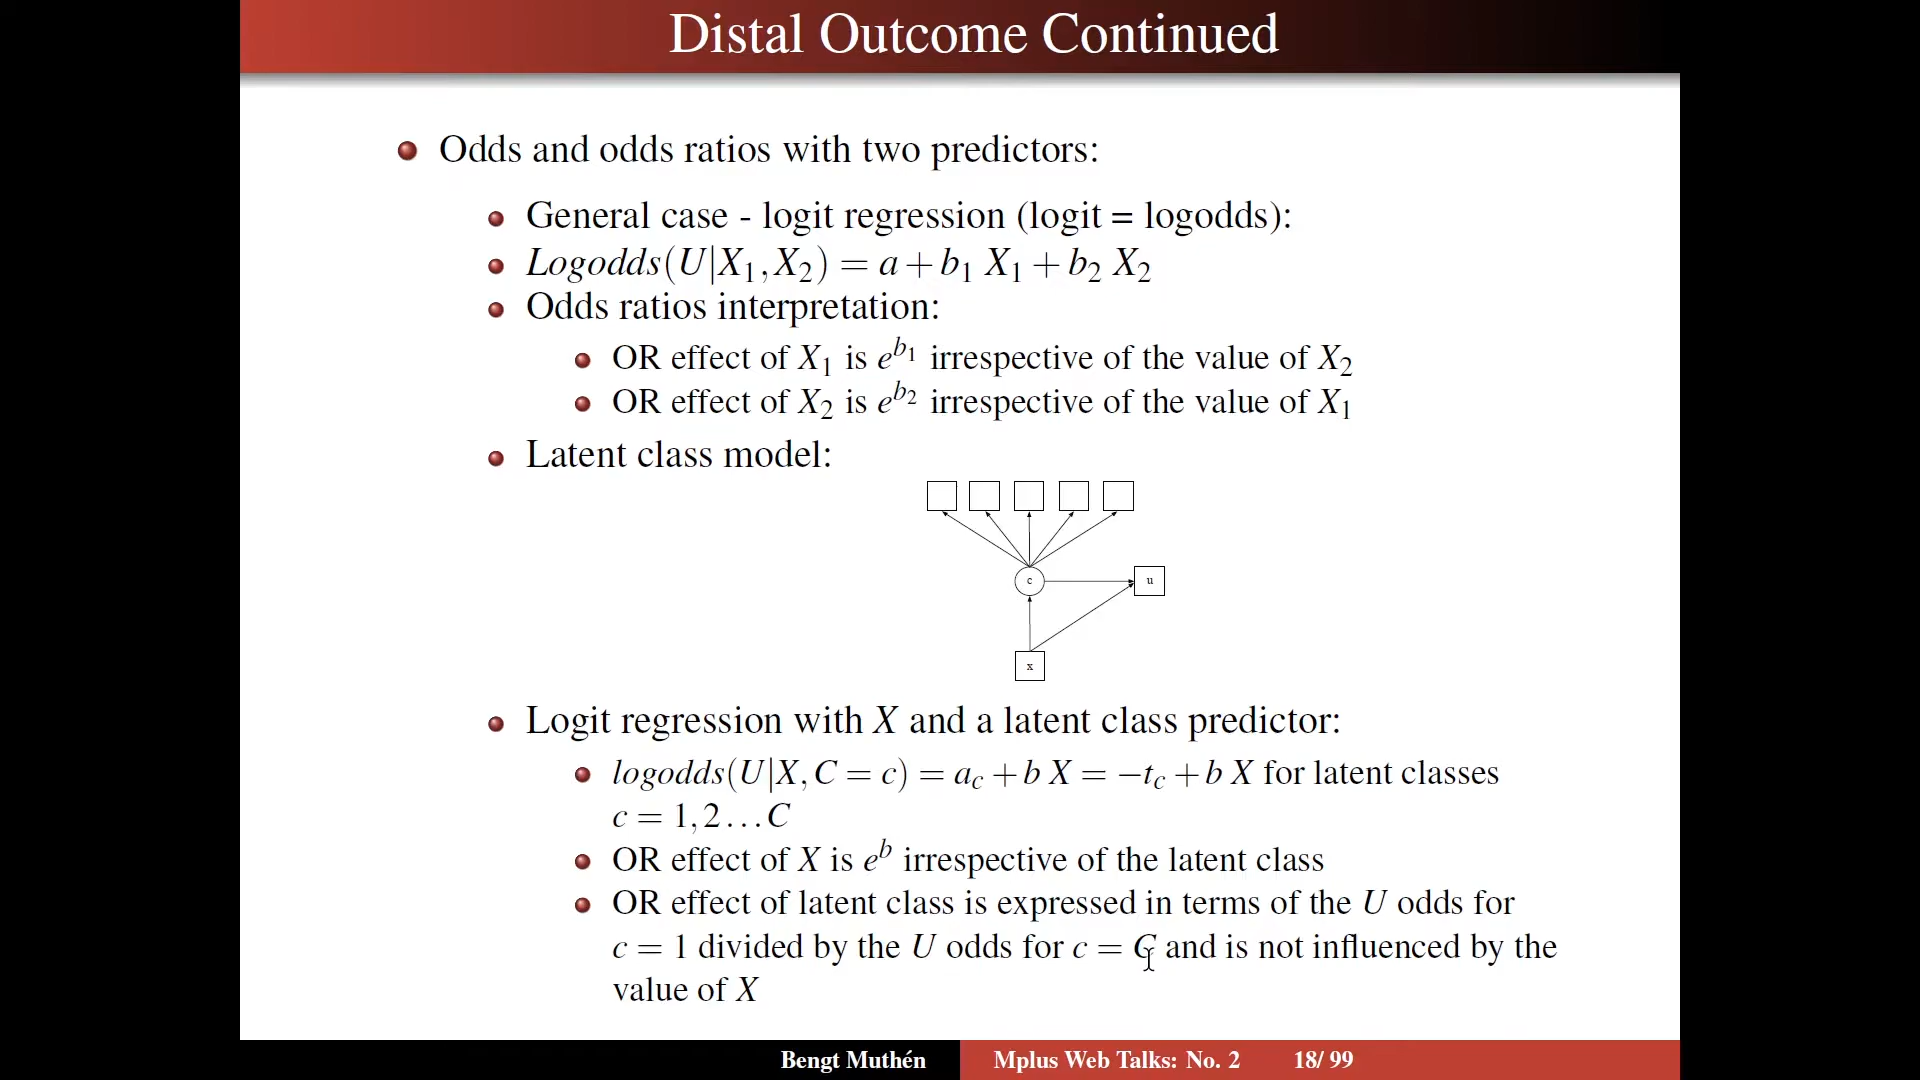 Distal Outcome Continued
Odds and odds ratios with two predictors:
General case - logit regression (logit = logodds):
Logodds(U|X₁,X₂) = a + b₁ X₁ + b₂ X₂
Odds ratios interpretation:
OR effect of X₁ is e^b₁ irrespective of the value of X₂
OR effect of X₂ is e^b₂ irrespective of the value of X₁
Latent class model:
c
u
x
Logit regression with X and a latent class predictor:
logodds(U|X, C = c) = a_c + b X = −t_c + b X for latent classes
c = 1,2...C
OR effect of X is e^b irrespective of the latent class
OR effect of latent class is expressed in terms of the U odds for
c = 1 divided by the U odds for c = C and is not influenced by the
value of X
Bengt Muthén
Mplus Web Talks: No. 2
18/ 99